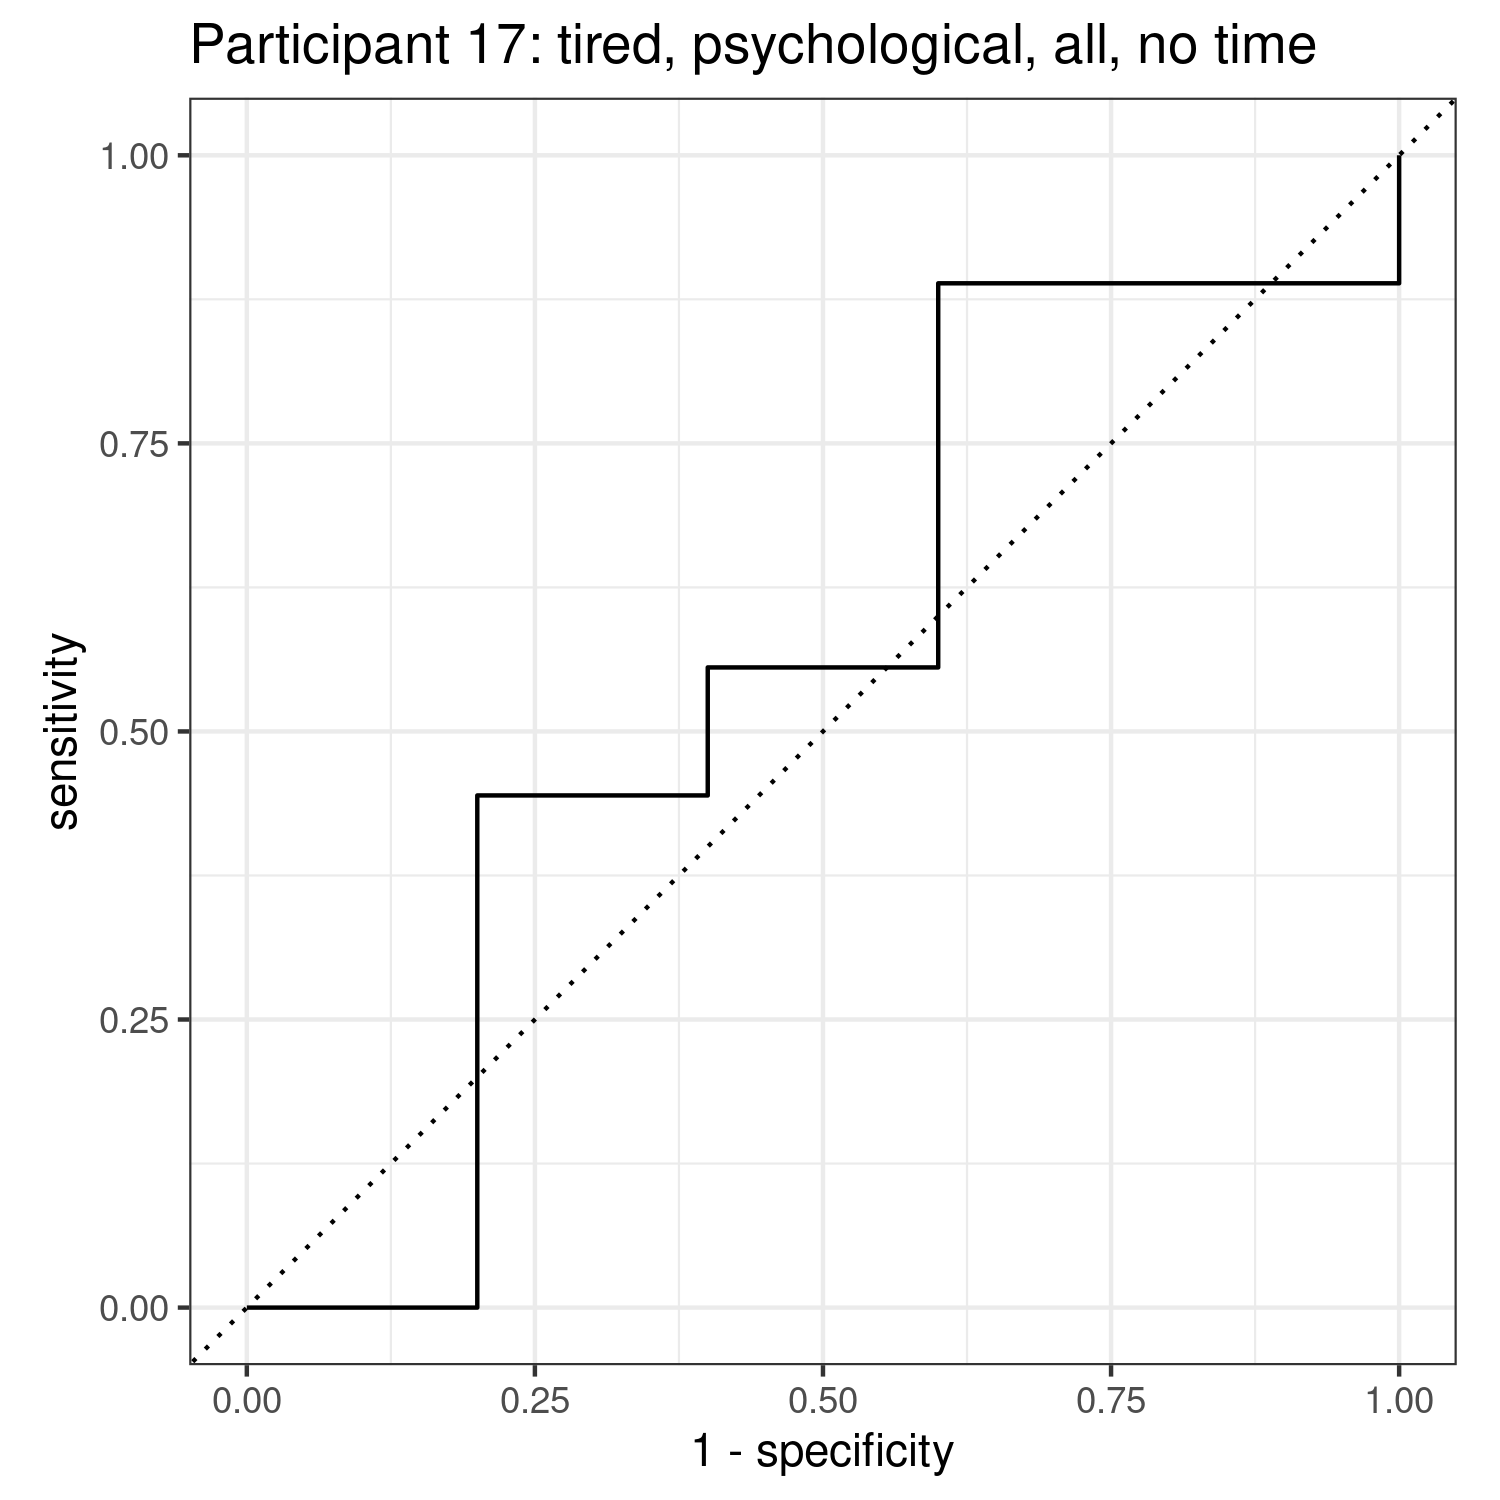 Participant 17: tired, psychological, all, no time
1.00
0.75
0.50
0.25
0.00
sensitivity
0.00 0.25 0.50 0.75 1.00
1 - specificity